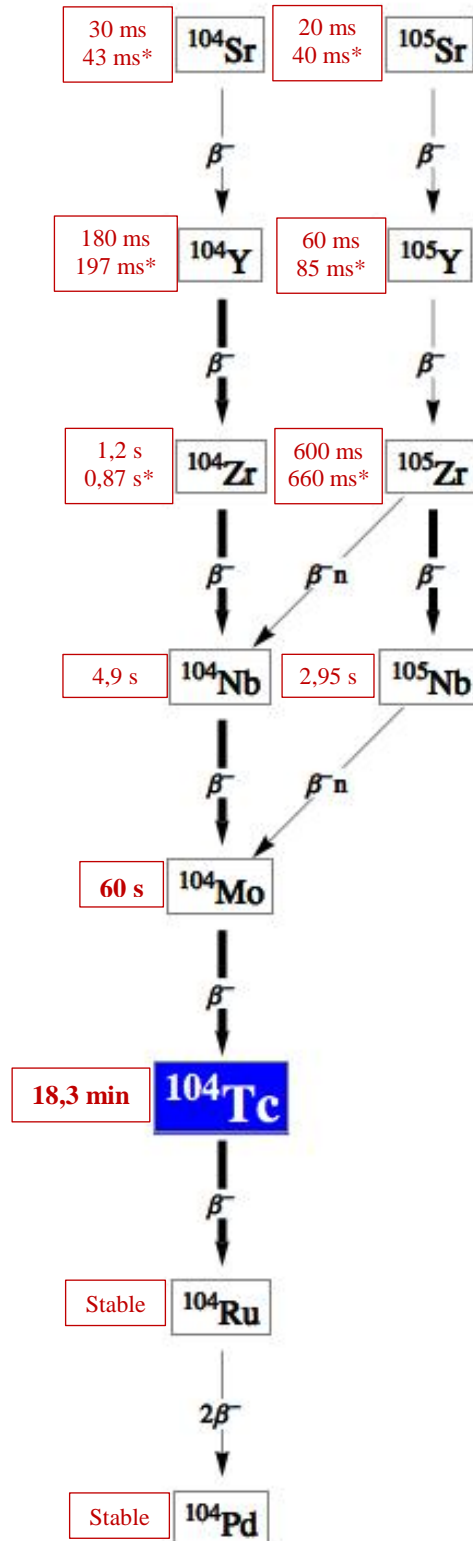 30 ms
43 ms*
¹⁰⁴Sr
20 ms
40 ms*
¹⁰⁵Sr
β⁻
β⁻
180 ms
197 ms*
¹⁰⁴Y
60 ms
85 ms*
¹⁰⁵Y
β⁻
β⁻
1,2 s
0,87 s*
¹⁰⁴Zr
600 ms
660 ms*
¹⁰⁵Zr
β⁻
β⁻n
β⁻
4,9 s
¹⁰⁴Nb
2,95 s
¹⁰⁵Nb
β⁻
β⁻n
60 s
¹⁰⁴Mo
β⁻
18,3 min
¹⁰⁴Tc
β⁻
Stable
¹⁰⁴Ru
2β⁻
Stable
¹⁰⁴Pd